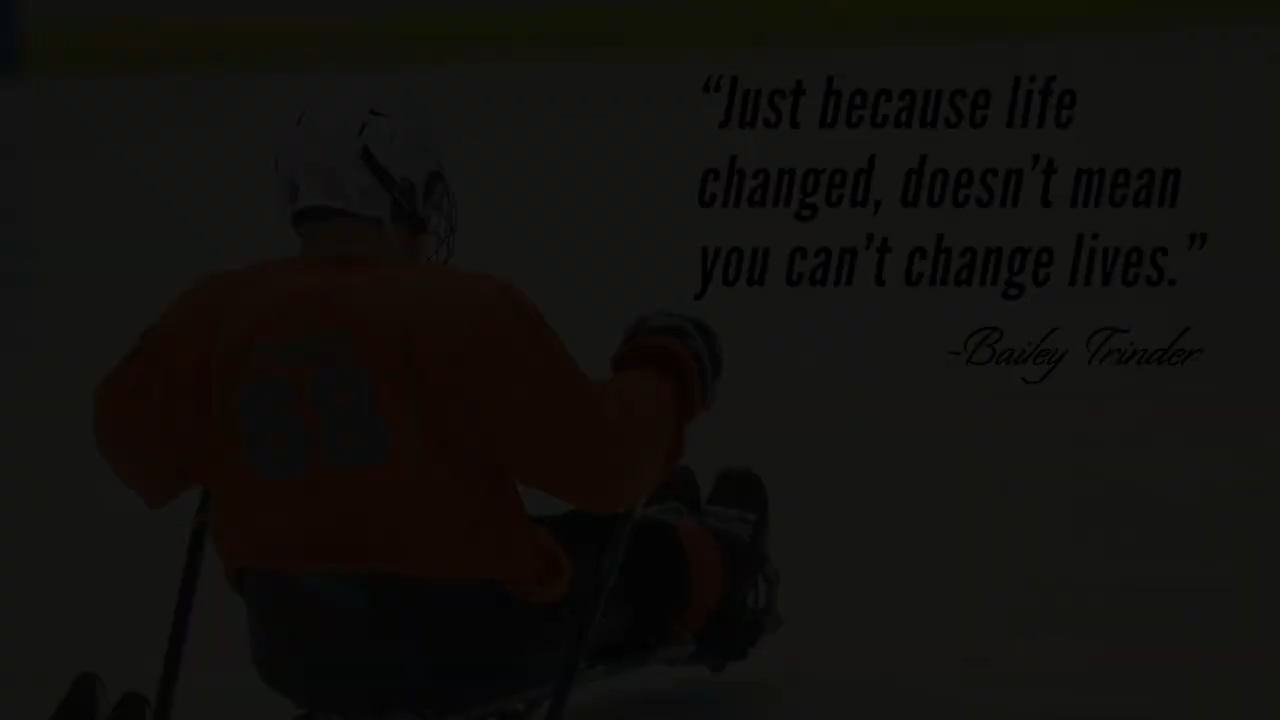 “Just because life
changed, doesn’t mean
you can’t change lives.”
-Bailey Trinder